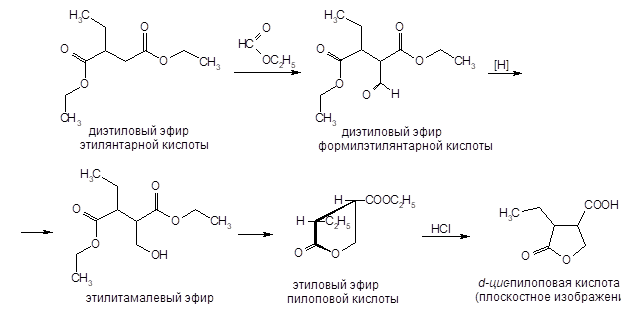 H₃C
O
O
O
O
CH₃
CH₃
диэтиловый эфир
этилянтарной кислоты
HC
O
OC₂H₅
H₃C
O
O
O
O
CH₃
O
H
CH₃
диэтиловый эфир
формилэтилянтарной кислоты
[H]
H₃C
O
O
O
O
CH₃
OH
CH₃
этилитамалевый эфир
H
COOC₂H₅
H
C₂H₅
O
O
этиловый эфир
пилоповой кислоты
HCl
H₃C
COOH
O
O
d-цис-пилоповая кислота
(плоскостное изображени